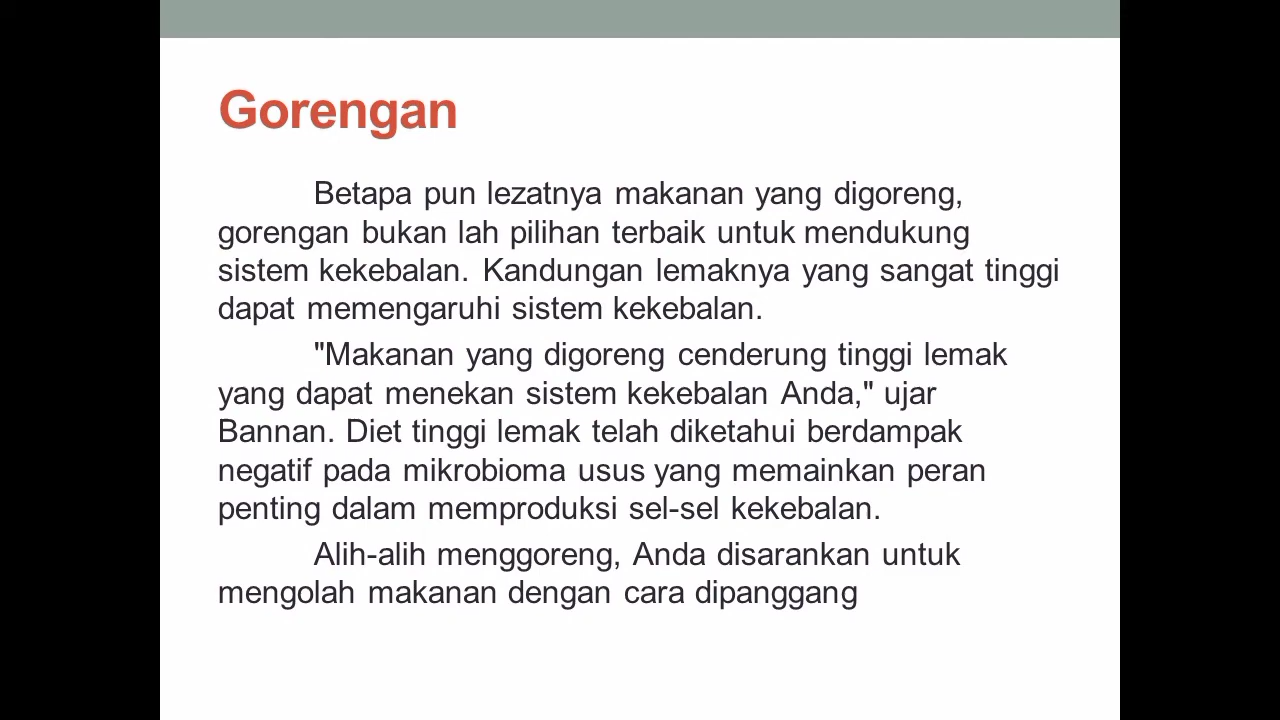 Gorengan
Betapa pun lezatnya makanan yang digoreng,
gorengan bukan lah pilihan terbaik untuk mendukung
sistem kekebalan. Kandungan lemaknya yang sangat tinggi
dapat memengaruhi sistem kekebalan.
"Makanan yang digoreng cenderung tinggi lemak
yang dapat menekan sistem kekebalan Anda," ujar
Bannan. Diet tinggi lemak telah diketahui berdampak
negatif pada mikrobioma usus yang memainkan peran
penting dalam memproduksi sel-sel kekebalan.
Alih-alih menggoreng, Anda disarankan untuk
mengolah makanan dengan cara dipanggang